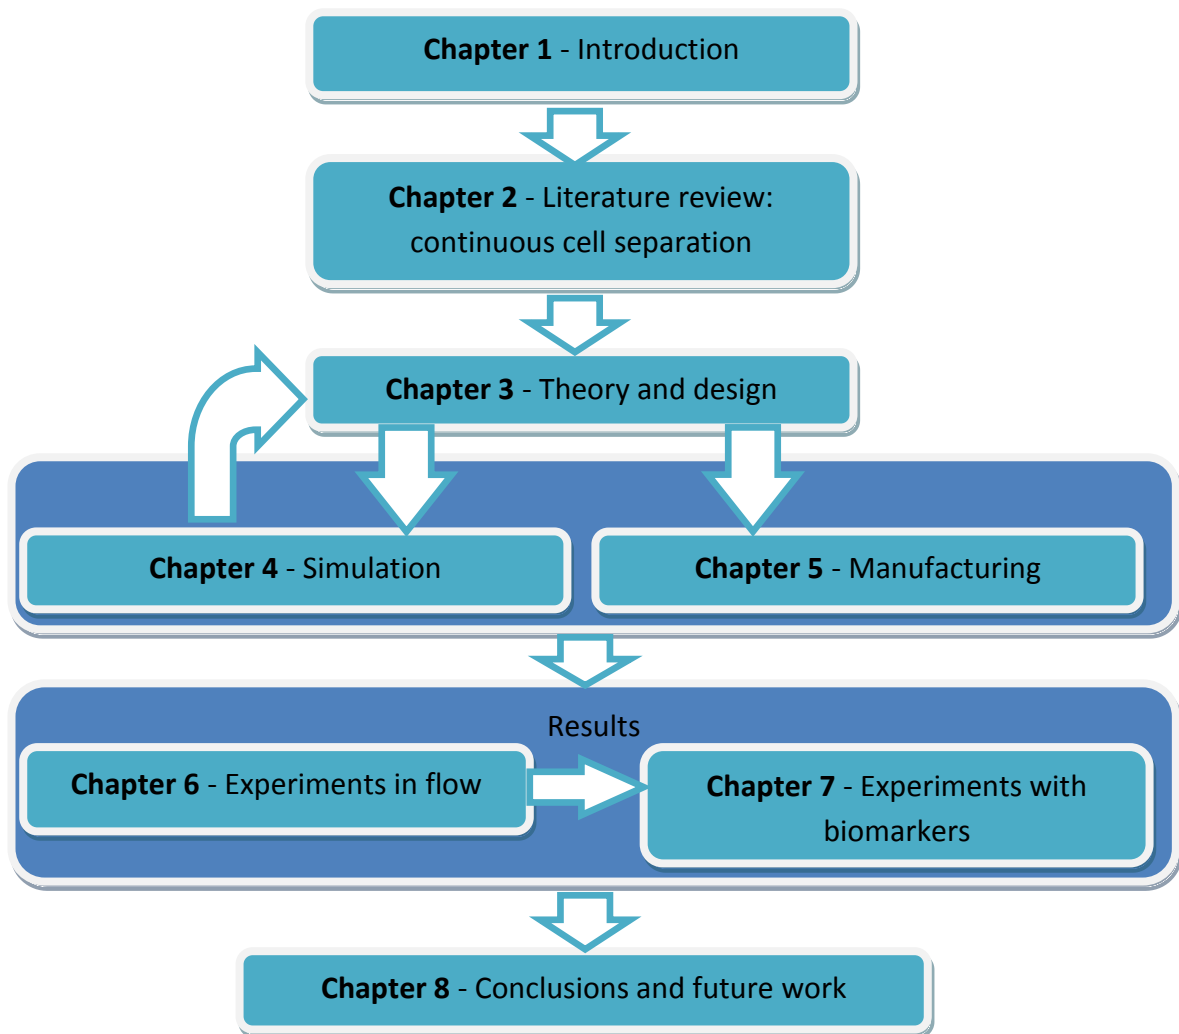 Chapter 1 - Introduction
Chapter 2 - Literature review:
continuous cell separation
Chapter 3 - Theory and design
Chapter 4 - Simulation
Chapter 5 - Manufacturing
Results
Chapter 6 - Experiments in flow
Chapter 7 - Experiments with
biomarkers
Chapter 8 - Conclusions and future work